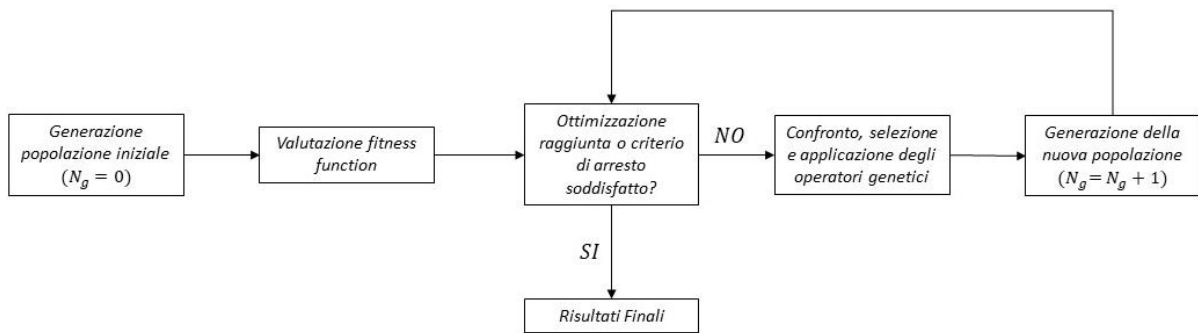 Generazione
popolazione iniziale
(N_g = 0)
Valutazione fitness
function
Ottimizzazione
raggiunta o criterio
di arresto
soddisfatto?
NO
Confronto, selezione
e applicazione degli
operatori genetici
Generazione della
nuova popolazione
(N_g = N_g + 1)
SI
Risultati Finali